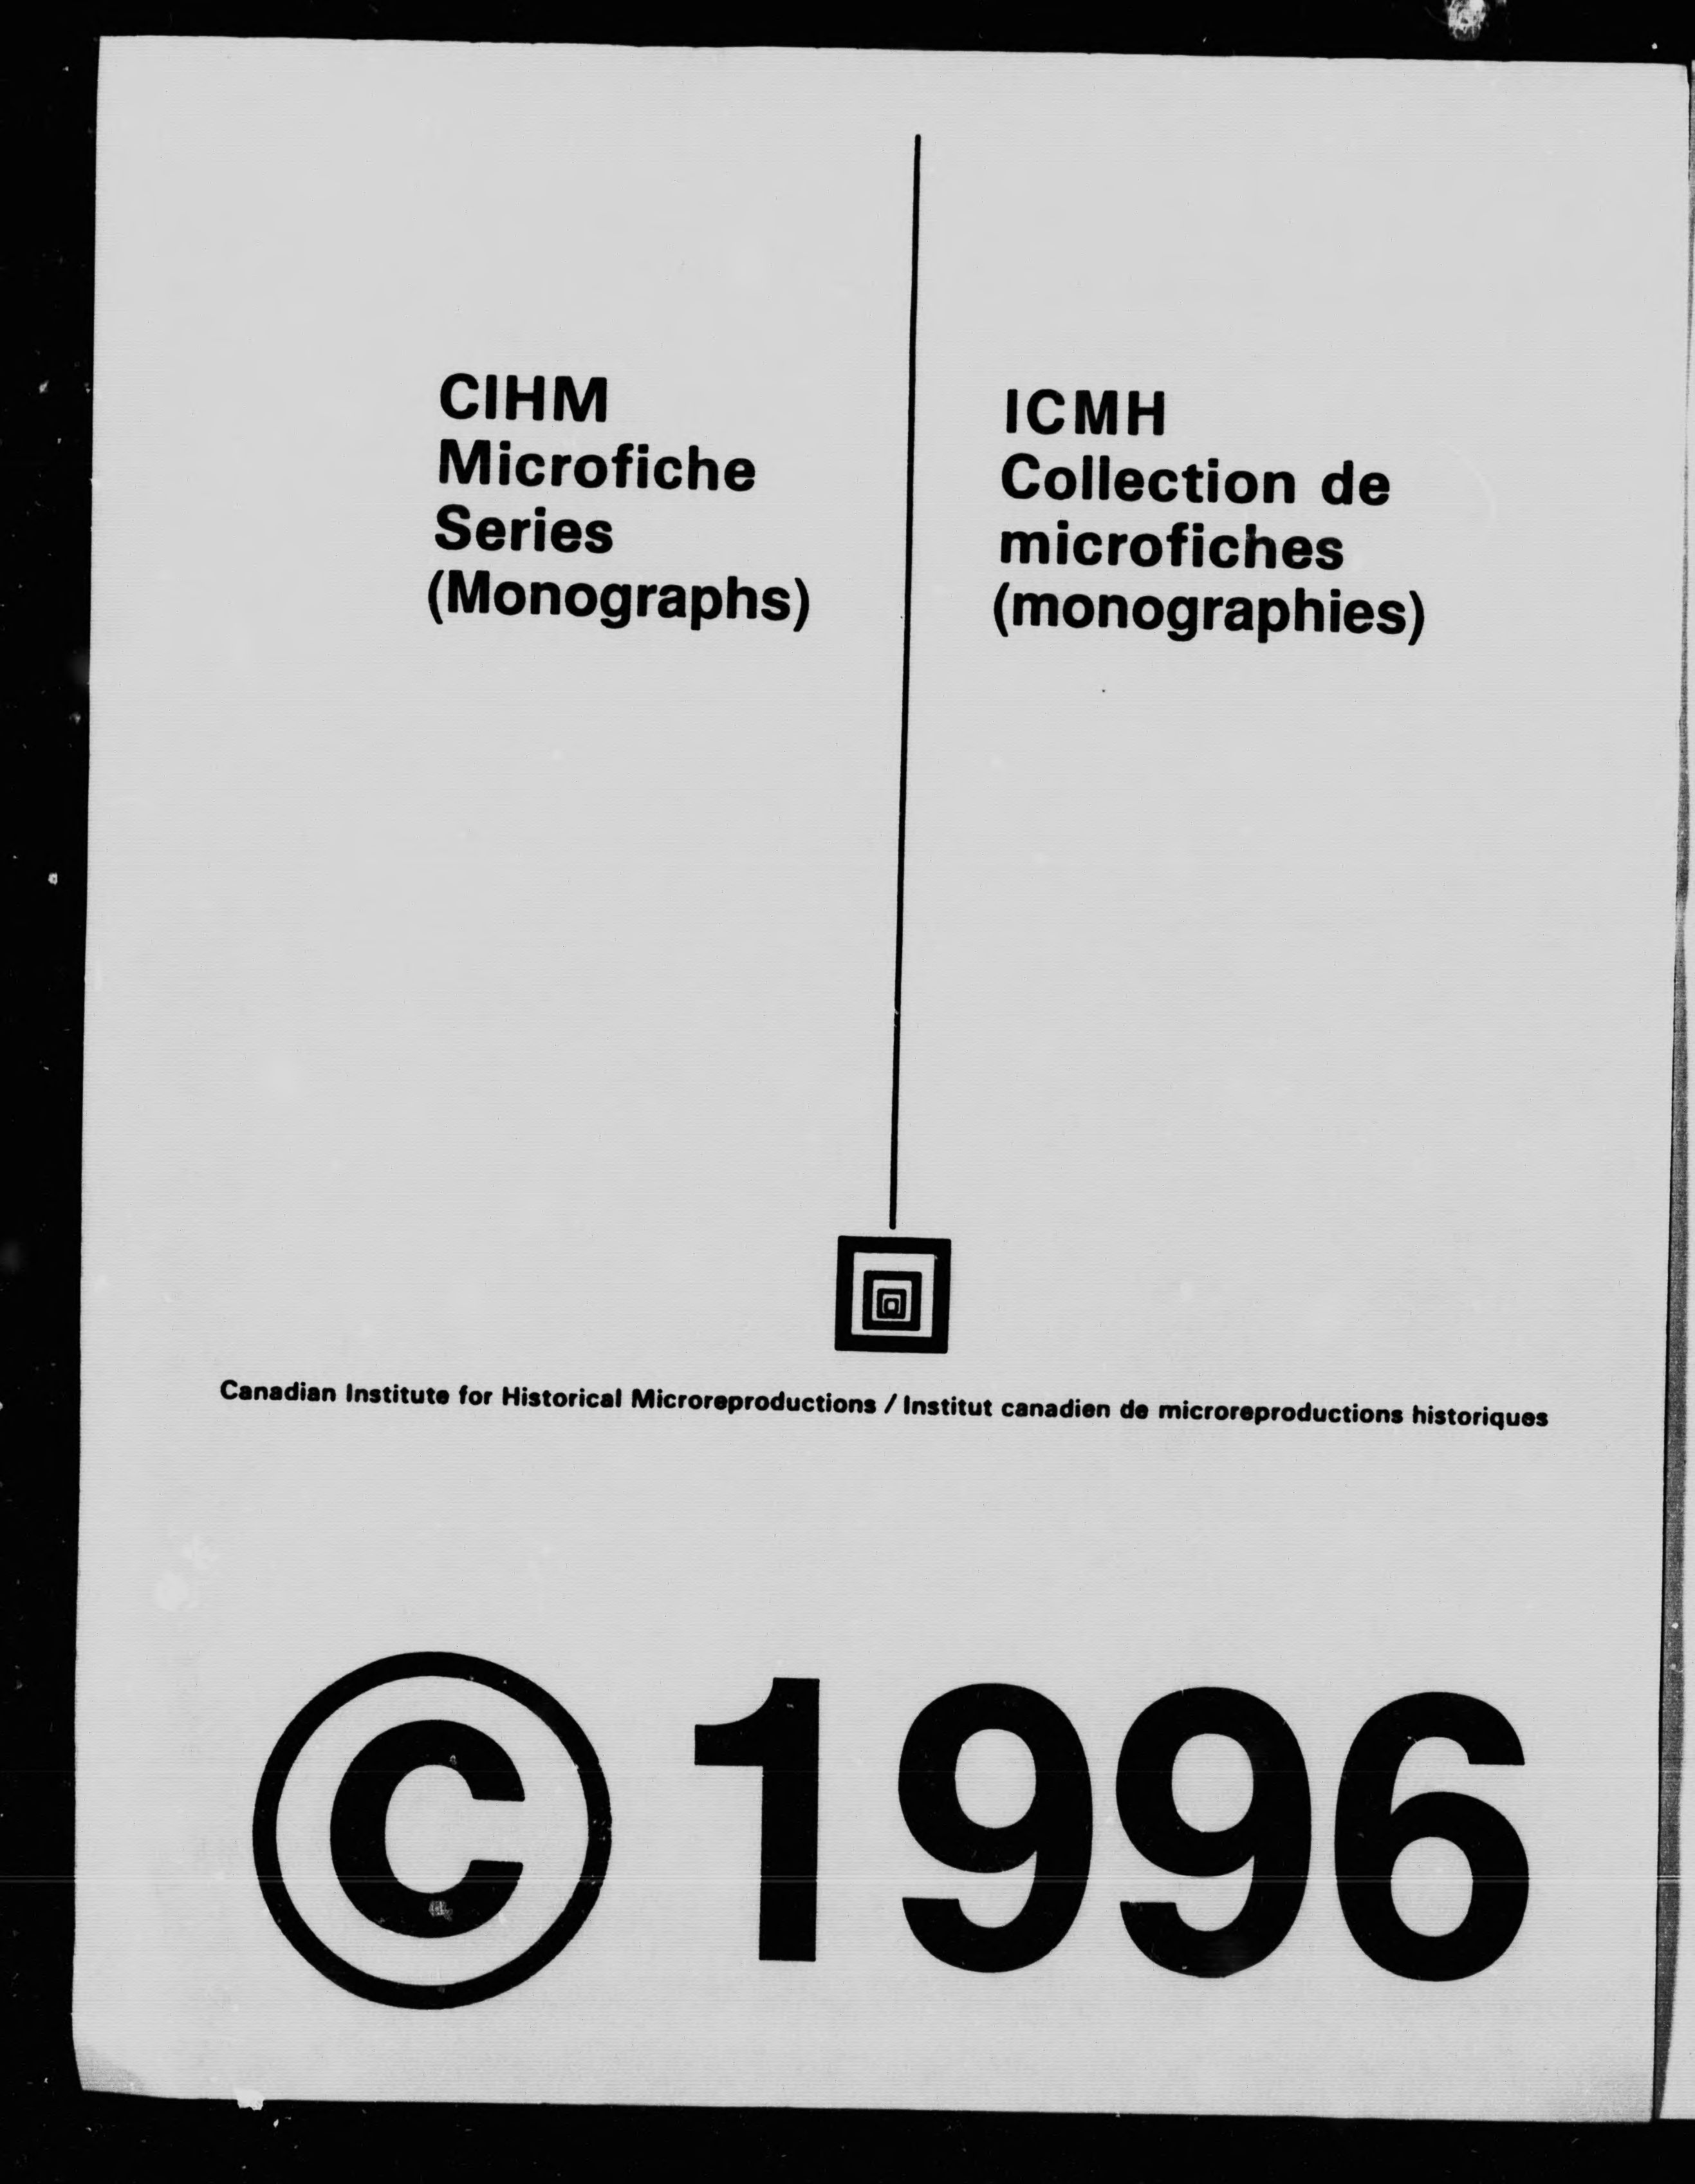 CIHM
Microfiche
Series
(Monographs)
ICMH
Collection de
microfiches
(monographies)
Canadian Institute for Historical Microreproductions / Institut canadien de microreproductions historiques
© 1996